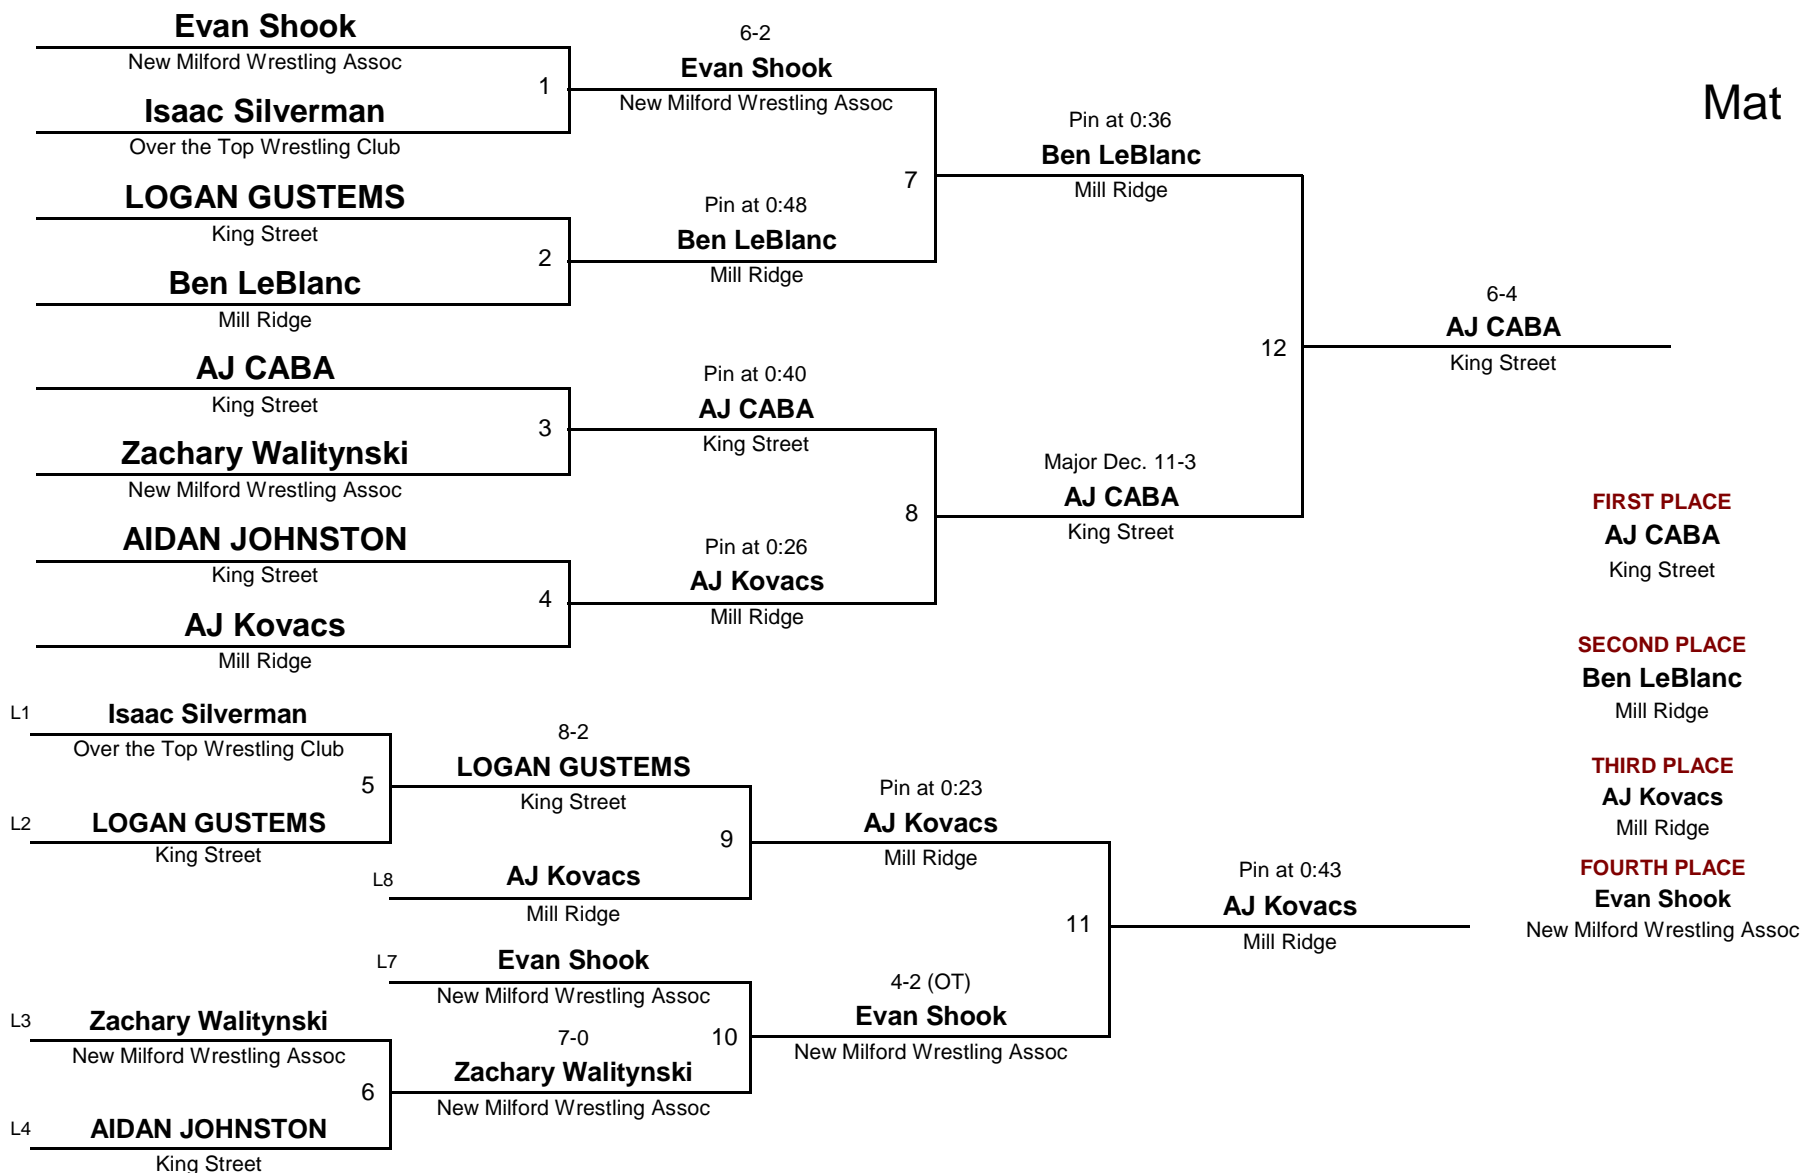 Evan Shook
New Milford Wrestling Assoc
1
Isaac Silverman
Over the Top Wrestling Club
6-2
Evan Shook
New Milford Wrestling Assoc
Mat
LOGAN GUSTEMS
King Street
2
Ben LeBlanc
Mill Ridge
Pin at 0:48
Ben LeBlanc
Mill Ridge
7
Pin at 0:36
Ben LeBlanc
Mill Ridge
AJ CABA
King Street
3
Zachary Walitynski
New Milford Wrestling Assoc
Pin at 0:40
AJ CABA
King Street
12
6-4
AJ CABA
King Street
AIDAN JOHNSTON
King Street
4
AJ Kovacs
Mill Ridge
Pin at 0:26
AJ Kovacs
Mill Ridge
8
Major Dec. 11-3
AJ CABA
King Street
FIRST PLACE
AJ CABA
King Street
SECOND PLACE
Ben LeBlanc
Mill Ridge
THIRD PLACE
AJ Kovacs
Mill Ridge
FOURTH PLACE
Evan Shook
New Milford Wrestling Assoc
L1
Isaac Silverman
Over the Top Wrestling Club
5
L2
LOGAN GUSTEMS
King Street
8-2
LOGAN GUSTEMS
King Street
9
L8
AJ Kovacs
Mill Ridge
Pin at 0:23
AJ Kovacs
Mill Ridge
11
Pin at 0:43
AJ Kovacs
Mill Ridge
L7
Evan Shook
New Milford Wrestling Assoc
10
4-2 (OT)
Evan Shook
New Milford Wrestling Assoc
L3
Zachary Walitynski
New Milford Wrestling Assoc
6
7-0
Zachary Walitynski
New Milford Wrestling Assoc
L4
AIDAN JOHNSTON
King Street